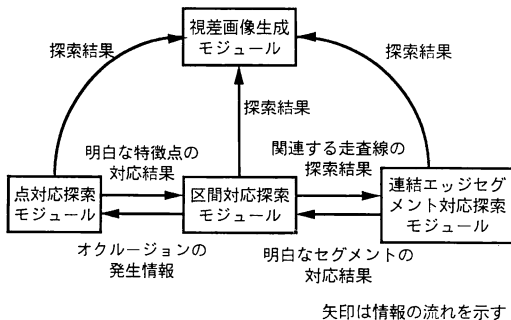 視差画像生成
モジュール
探索結果
探索結果
探索結果
明白な特徴点の
対応結果
関連する走査線の
探索結果
点対応探索
モジュール
区間対応探索
モジュール
連結エッジセグ
メント対応探索
モジュール
オクルージョンの
発生情報
明白なセグメントの
対応結果
矢印は情報の流れを示す